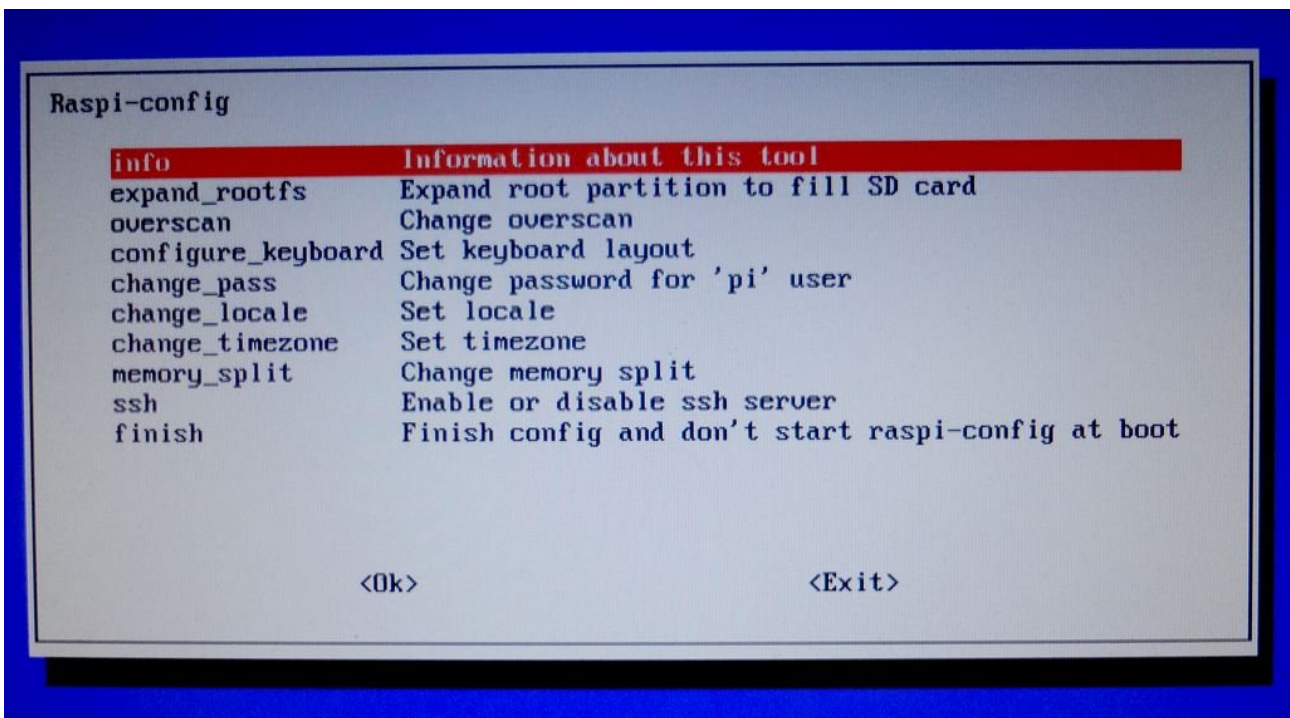 Raspi-config
info Information about this tool
expand_rootfs Expand root partition to fill SD card
overscan Change overscan
configure_keyboard Set keyboard layout
change_pass Change password for 'pi' user
change_locale Set locale
change_timezone Set timezone
memory_split Change memory split
ssh Enable or disable ssh server
finish Finish config and don't start raspi-config at boot
<Ok> <Exit>